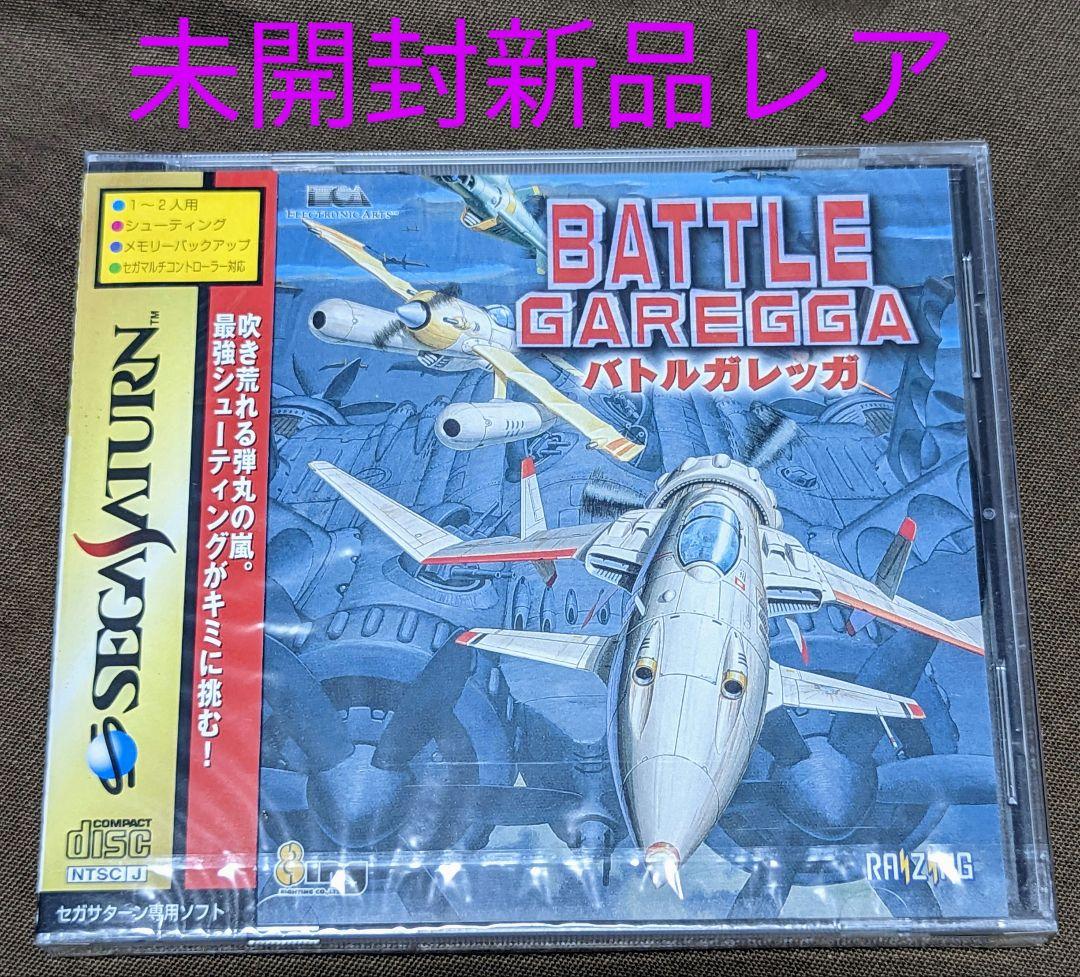 未開封新品レア
1～2人用
シューティング
メモリーバックアップ
セガマルチコントローラー対応
SEGA SATURN™
吹き荒れる弾丸の嵐。
最強シューティングがキミに挑む!
ELECTRONIC ARTS™
BATTLE
GAREGGA
バトルガレッガ
COMPACT
disc
NTSC J
セガサターン専用ソフト
8ING
RAIZING